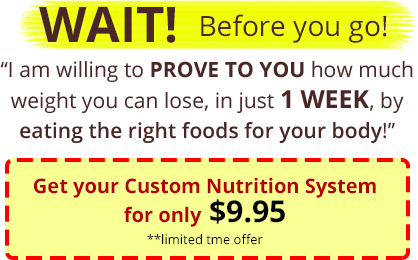 WAIT! Before you go!
“I am willing to PROVE TO YOU how much
weight you can lose, in just 1 WEEK, by
eating the right foods for your body!”
Get your Custom Nutrition System
for only $9.95
**limited tme offer